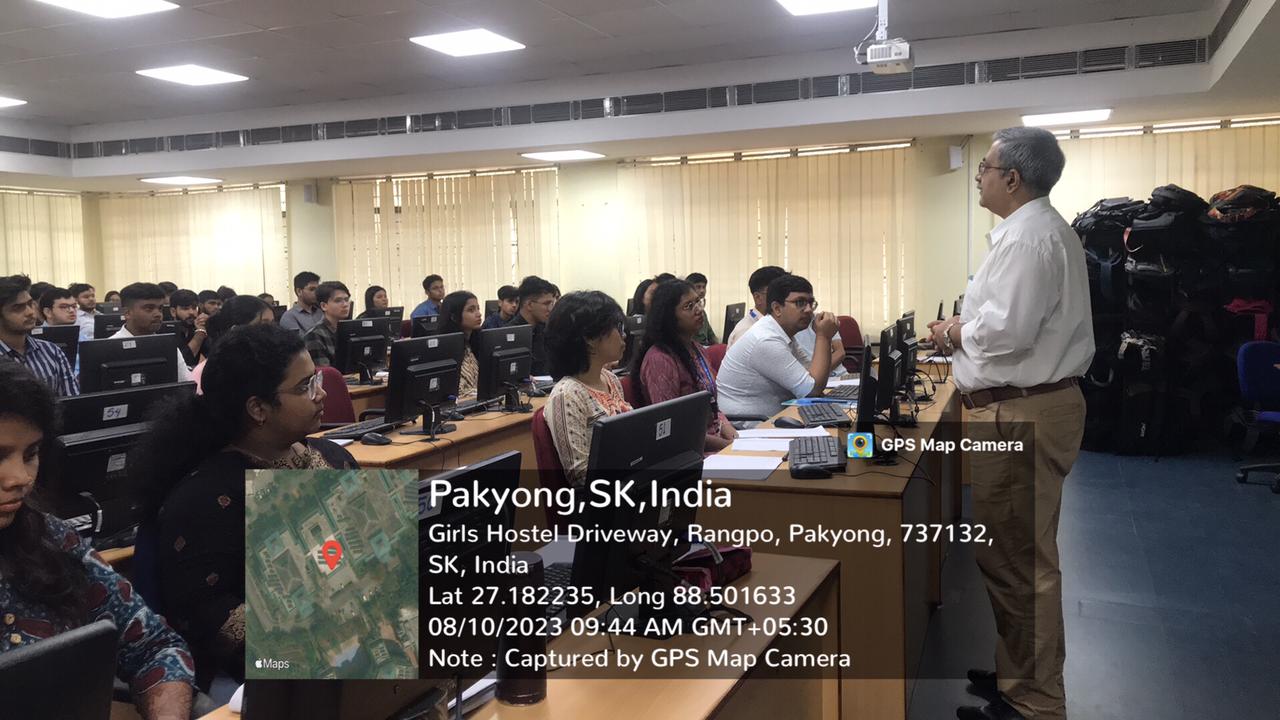 54
51
GPS Map Camera
Pakyong,SK,India
Girls Hostel Driveway, Rangpo, Pakyong, 737132,
SK, India
Lat 27.182235, Long 88.501633
08/10/2023 09:44 AM GMT+05:30
Note : Captured by GPS Map Camera
Maps